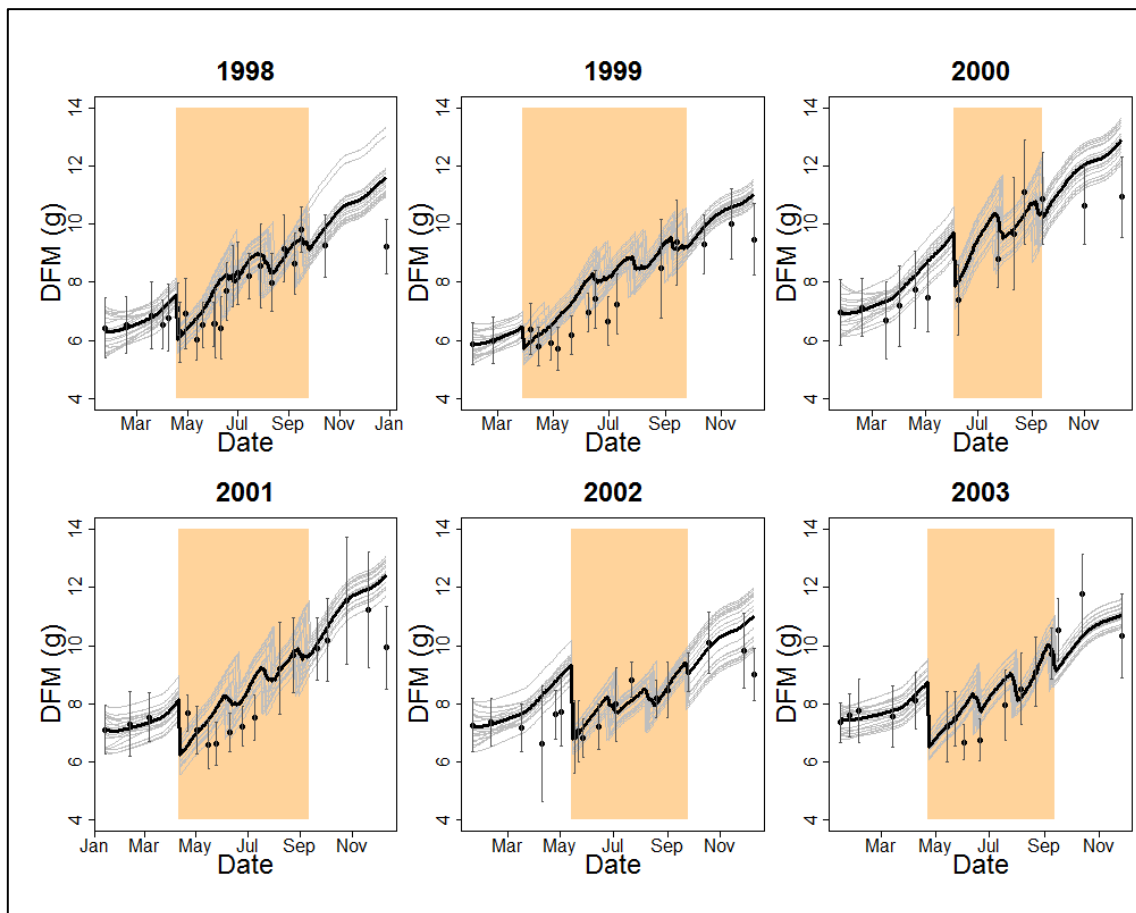 1998
1999
2000
DFM (g)
4 6 8 10 12 14
Mar May Jul Sep Nov Jan
Date
DFM (g)
4 6 8 10 12 14
May Jul Sep Nov
Date
DFM (g)
4 6 8 10 12 14
Mar May Jul Sep Nov
Date
2001
2002
2003
DFM (g)
4 6 8 10 12 14
Jan Mar May Jul Sep Nov
Date
DFM (g)
4 6 8 10 12 14
Mar May Jul Sep Nov
Date
DFM (g)
4 6 8 10 12 14
Mar May Jul Sep Nov
Date